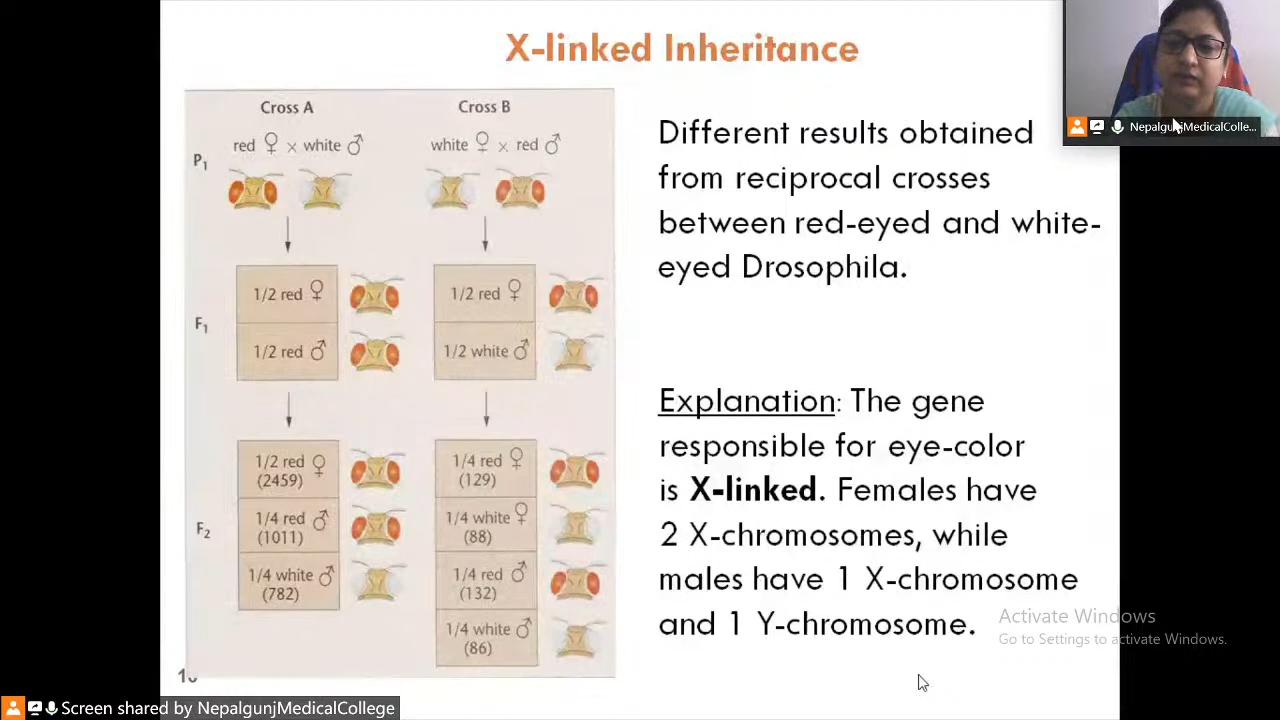 X-linked Inheritance
Cross A
Cross B
red ♀ x white ♂
white ♀ x red ♂
P1
1/2 red ♀
1/2 red ♀
F1
1/2 red ♂
1/2 white ♂
1/2 red ♀
(2459)
1/4 red ♀
(129)
1/4 red ♂
(1011)
1/4 white ♀
(88)
F2
1/4 white ♂
(782)
1/4 red ♂
(132)
1/4 white ♂
(86)
Different results obtained
from reciprocal crosses
between red-eyed and white-
eyed Drosophila.
Explanation: The gene
responsible for eye-color
is X-linked. Females have
2 X-chromosomes, while
males have 1 X-chromosome
and 1 Y-chromosome.
NepalgunjMedicalColle...
Activate Windows
Go to Settings to activate Windows.
Screen shared by NepalgunjMedicalCollege